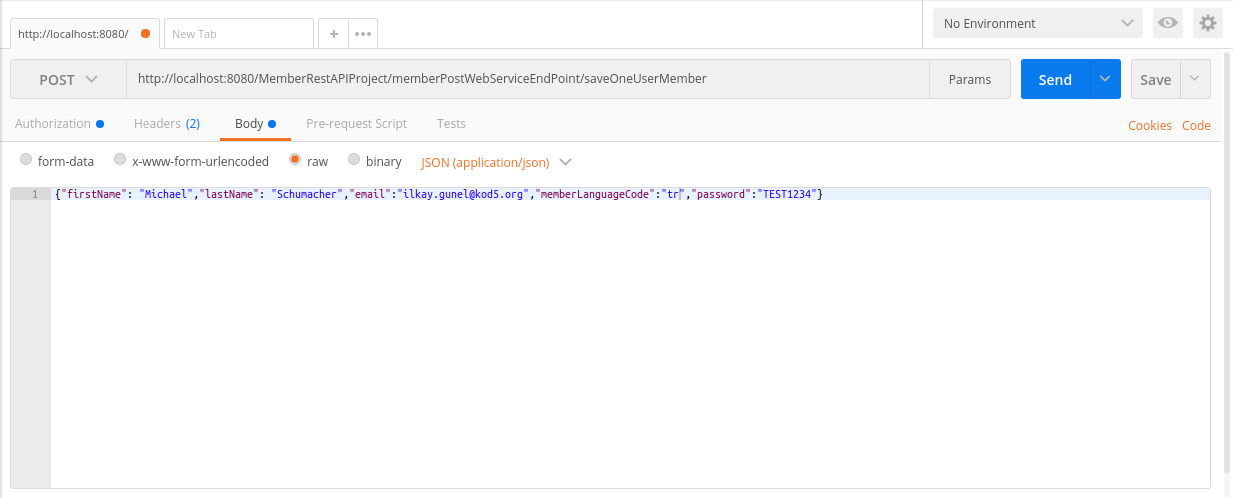 http://localhost:8080/ New Tab + ••• No Environment
POST http://localhost:8080/MemberRestAPIProject/memberPostWebServiceEndPoint/saveOneUserMember Params Send Save
Authorization Headers (2) Body Pre-request Script Tests Cookies Code
form-data x-www-form-urlencoded raw binary JSON (application/json)
1 {"firstName": "Michael","lastName": "Schumacher","email":"ilkay.gunel@kod5.org","memberLanguageCode":"tr","password":"TEST1234"}